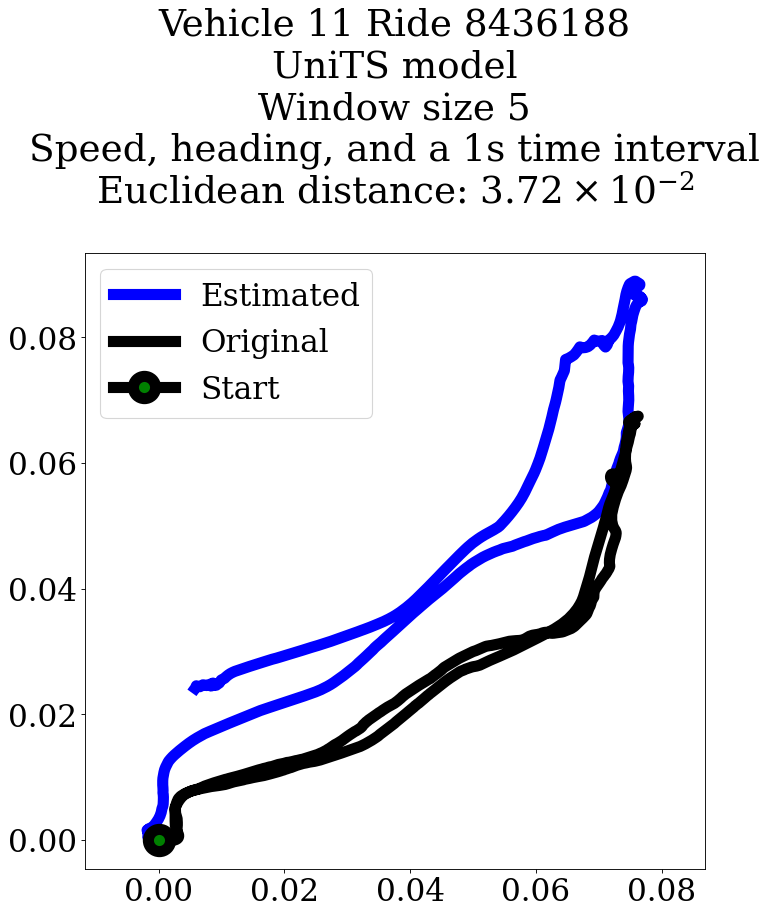 Vehicle 11 Ride 8436188
UniTS model
Window size 5
Speed, heading, and a 1s time interval
Euclidean distance: 3.72 × 10⁻²
Estimated
Original
Start
0.08
0.06
0.04
0.02
0.00
0.00 0.02 0.04 0.06 0.08